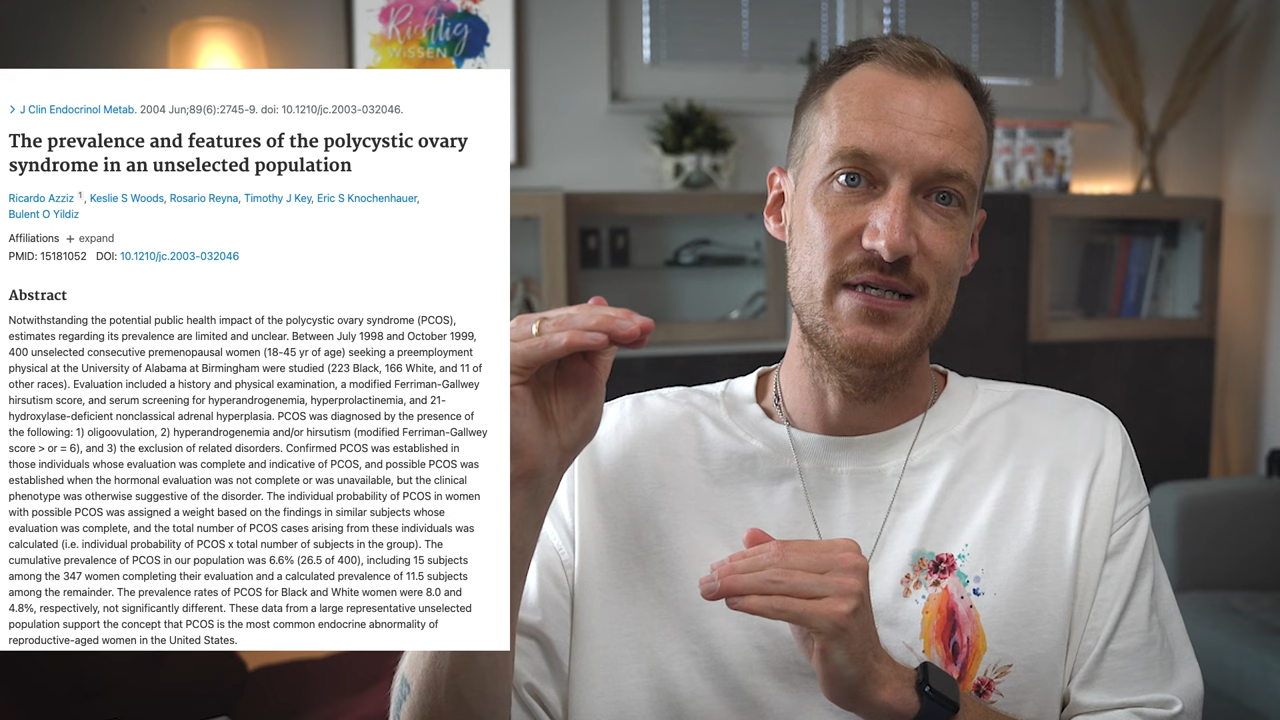 Richtig
WiSSEN
> J Clin Endocrinol Metab. 2004 Jun;89(6):2745-9. doi: 10.1210/jc.2003-032046.
The prevalence and features of the polycystic ovary
syndrome in an unselected population
Ricardo Azziz 1, Keslie S Woods, Rosario Reyna, Timothy J Key, Eric S Knochenhauer,
Bulent O Yildiz
Affiliations + expand
PMID: 15181052 DOI: 10.1210/jc.2003-032046
Abstract
Notwithstanding the potential public health impact of the polycystic ovary syndrome (PCOS),
estimates regarding its prevalence are limited and unclear. Between July 1998 and October 1999,
400 unselected consecutive premenopausal women (18-45 yr of age) seeking a preemployment
physical at the University of Alabama at Birmingham were studied (223 Black, 166 White, and 11 of
other races). Evaluation included a history and physical examination, a modified Ferriman-Gallwey
hirsutism score, and serum screening for hyperandrogenemia, hyperprolactinemia, and 21-
hydroxylase-deficient nonclassical adrenal hyperplasia. PCOS was diagnosed by the presence of
the following: 1) oligoovulation, 2) hyperandrogenemia and/or hirsutism (modified Ferriman-Gallwey
score > or = 6), and 3) the exclusion of related disorders. Confirmed PCOS was established in
those individuals whose evaluation was complete and indicative of PCOS, and possible PCOS was
established when the hormonal evaluation was not complete or was unavailable, but the clinical
phenotype was otherwise suggestive of the disorder. The individual probability of PCOS in women
with possible PCOS was assigned a weight based on the findings in similar subjects whose
evaluation was complete, and the total number of PCOS cases arising from these individuals was
calculated (i.e. individual probability of PCOS x total number of subjects in the group). The
cumulative prevalence of PCOS in our population was 6.6% (26.5 of 400), including 15 subjects
among the 347 women completing their evaluation and a calculated prevalence of 11.5 subjects
among the remainder. The prevalence rates of PCOS for Black and White women were 8.0 and
4.8%, respectively, not significantly different. These data from a large representative unselected
population support the concept that PCOS is the most common endocrine abnormality of
reproductive-aged women in the United States.